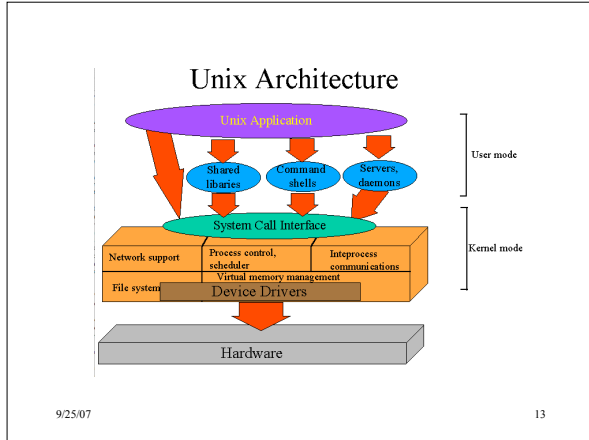 Unix Architecture
Unix Application
User mode
Shared
libaries
Command
shells
Servers,
daemons
System Call Interface
Kernel mode
Network support
Process control,
scheduler
Inteprocess
communications
Virtual memory management
File system
Device Drivers
Hardware
9/25/07
13